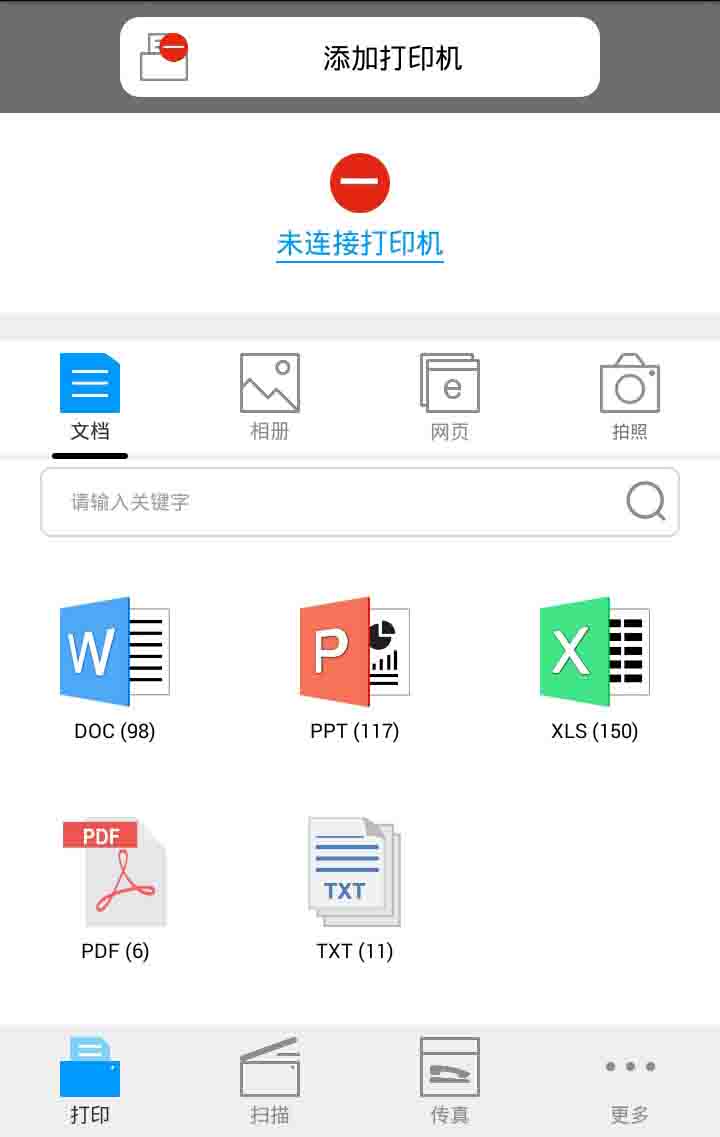 添加打印机
未连接打印机
文档 相册 网页 拍照
e
请输入关键字
W P X
DOC (98) PPT (117) XLS (150)
PDF TXT
PDF (6) TXT (11)
打印 扫描 传真 更多